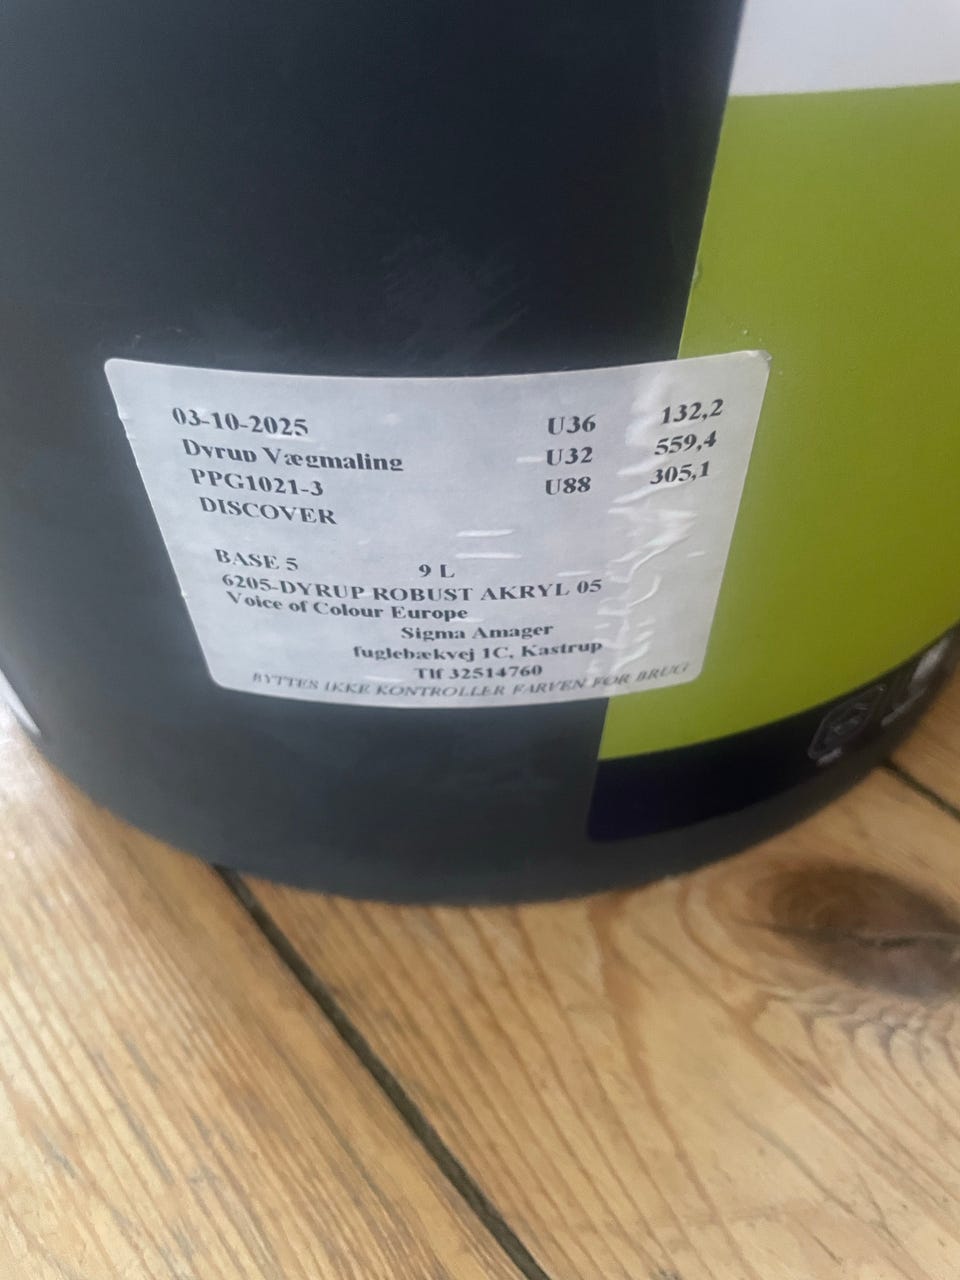 03-10-2025 U36 132,2
Dyrup Vægmaling U32 559,4
PPG1021-3 U88 305,1
DISCOVER
BASE 5 9 L
6205-DYRUP ROBUST AKRYL 05
Voice of Colour Europe
Sigma Amager
fuglebækvej 1C, Kastrup
Tlf 32514760
BYTTES IKKE KONTROLLER FARVEN FOR BRUG